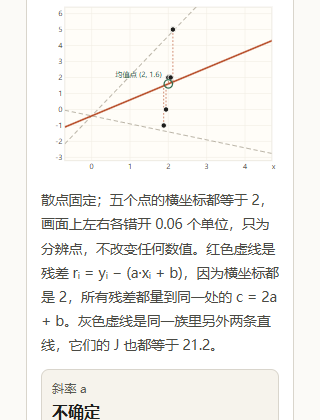 6
5
4
3
2
1
0
-1
-2
-3
0
1
2
3
4
x
均值点 (2, 1.6)
散点固定；五个点的横坐标都等于 2，
画面上左右各错开 0.06 个单位，只为
分辨点，不改变任何数值。红色虚线是
残差 rᵢ = yᵢ − (a·xᵢ + b)，因为横坐标都
是 2，所有残差都量到同一处的 c = 2a
+ b。灰色虚线是同一族里另外两条直
线，它们的 J 也都等于 21.2。
斜率 a
不确定